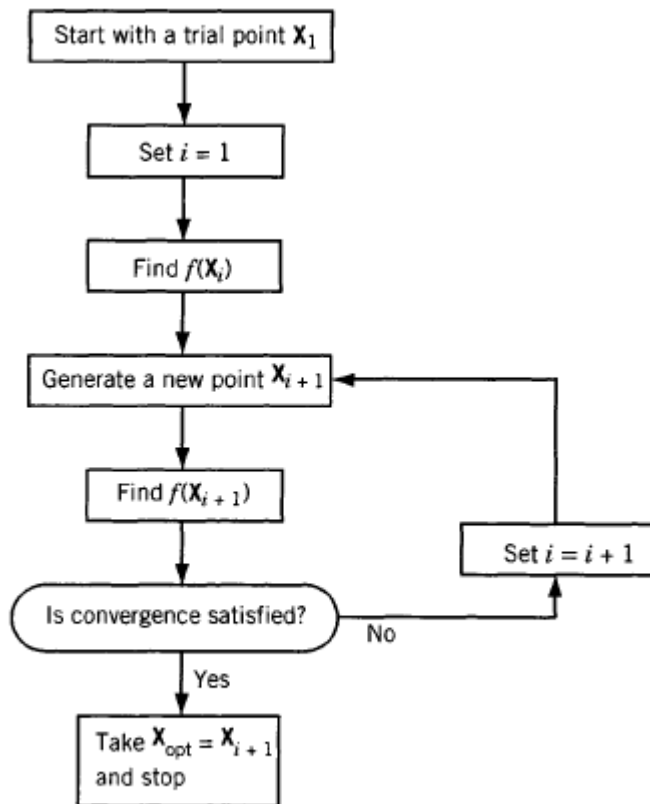 Start with a trial point X₁
Set i = 1
Find f(Xᵢ)
Generate a new point Xᵢ₊₁
Find f(Xᵢ₊₁)
Set i = i + 1
Is convergence satisfied?
No
Yes
Take X_opt = Xᵢ₊₁
and stop